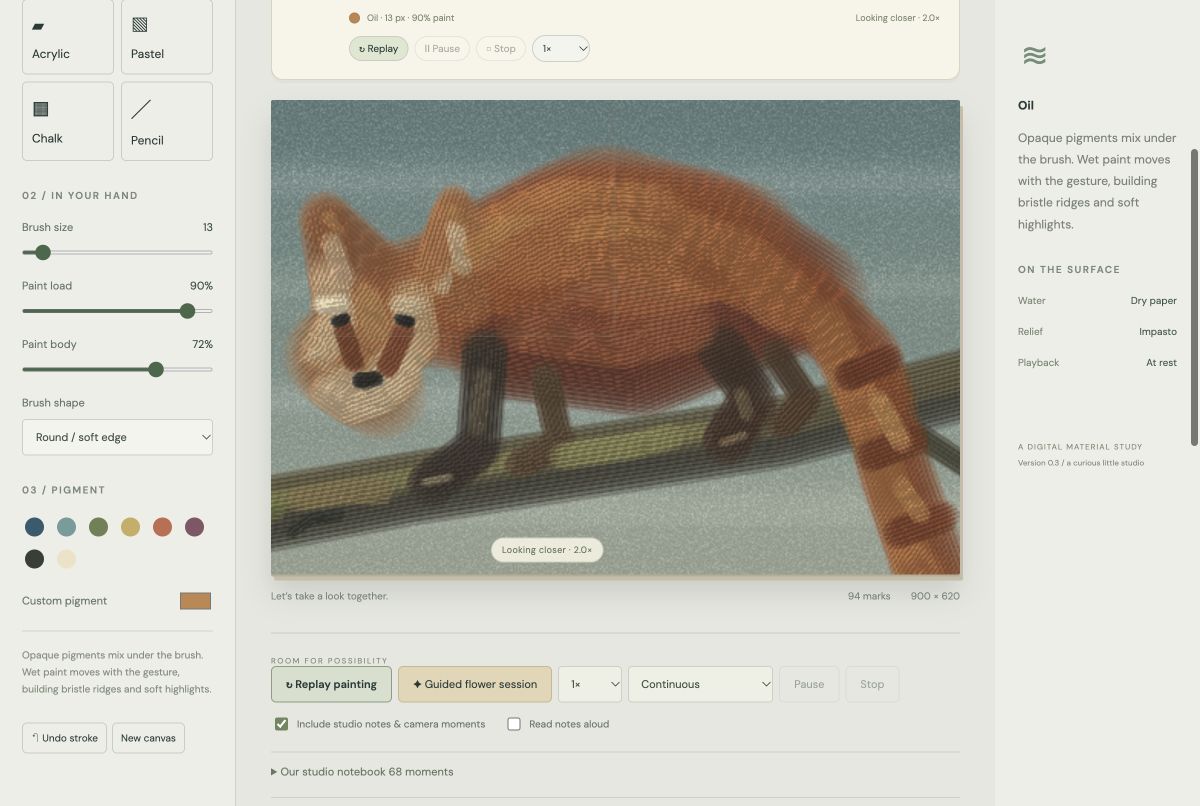 Acrylic
Pastel
Chalk
Pencil
02 / IN YOUR HAND
Brush size 13
Paint load 90%
Paint body 72%
Brush shape
Round / soft edge
03 / PIGMENT
Custom pigment
Opaque pigments mix under the brush.
Wet paint moves with the gesture,
building bristle ridges and soft highlights.
Undo stroke
New canvas
Oil · 13 px · 90% paint
Looking closer · 2.0×
↻ Replay
II Pause
□ Stop
1×
Looking closer · 2.0×
Let's take a look together.
94 marks
900 × 620
ROOM FOR POSSIBILITY
↻ Replay painting
✦ Guided flower session
1×
Continuous
Pause
Stop
Include studio notes & camera moments
Read notes aloud
Our studio notebook 68 moments
Oil
Opaque pigments mix under
the brush. Wet paint moves
with the gesture, building
bristle ridges and soft
highlights.
ON THE SURFACE
Water Dry paper
Relief Impasto
Playback At rest
A DIGITAL MATERIAL STUDY
Version 0.3 / a curious little studio